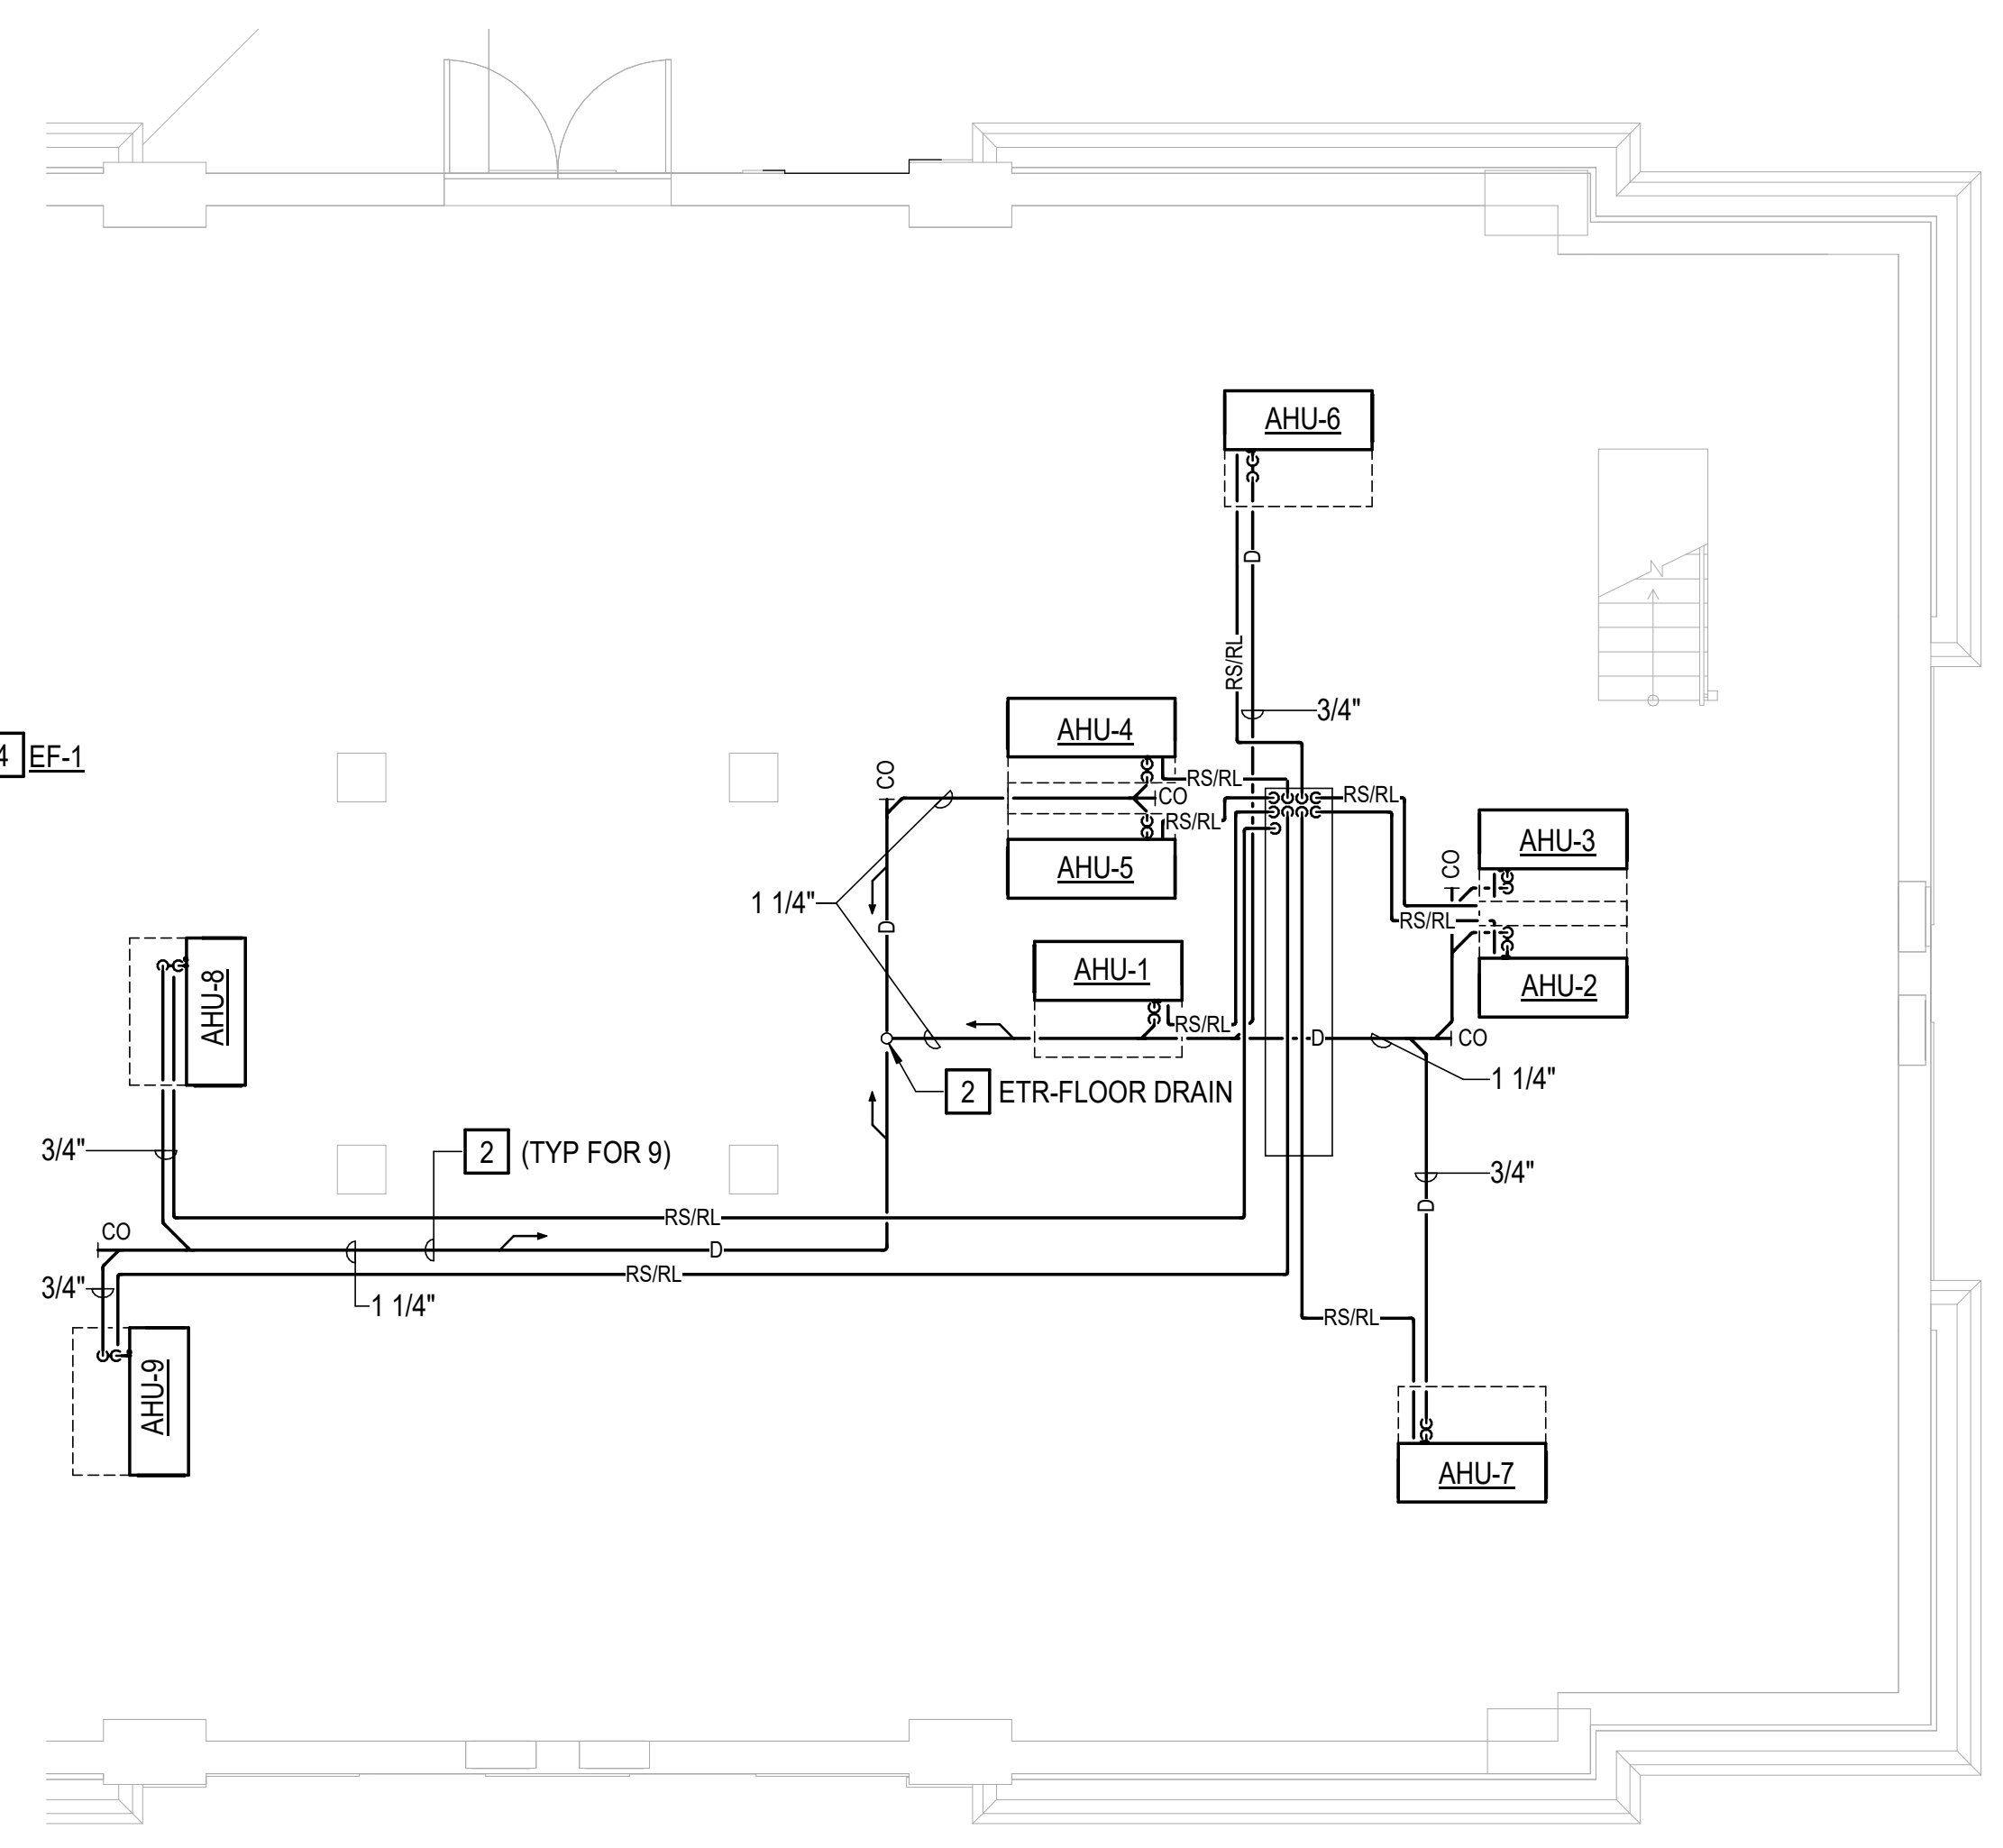 AHU-6
D
RS/RL
3/4"
AHU-4
4 EF-1
CO
RS/RL
CO
RS/RL
RS/RL
AHU-3
AHU-5
CO
1 1/4"
D
RS/RL
AHU-1
AHU-2
AHU-8
RS/RL
D
CO
1 1/4"
2 ETR-FLOOR DRAIN
3/4"
2 (TYP FOR 9)
3/4"
D
RS/RL
CO
D
RS/RL
3/4"
1 1/4"
RS/RL
AHU-9
AHU-7